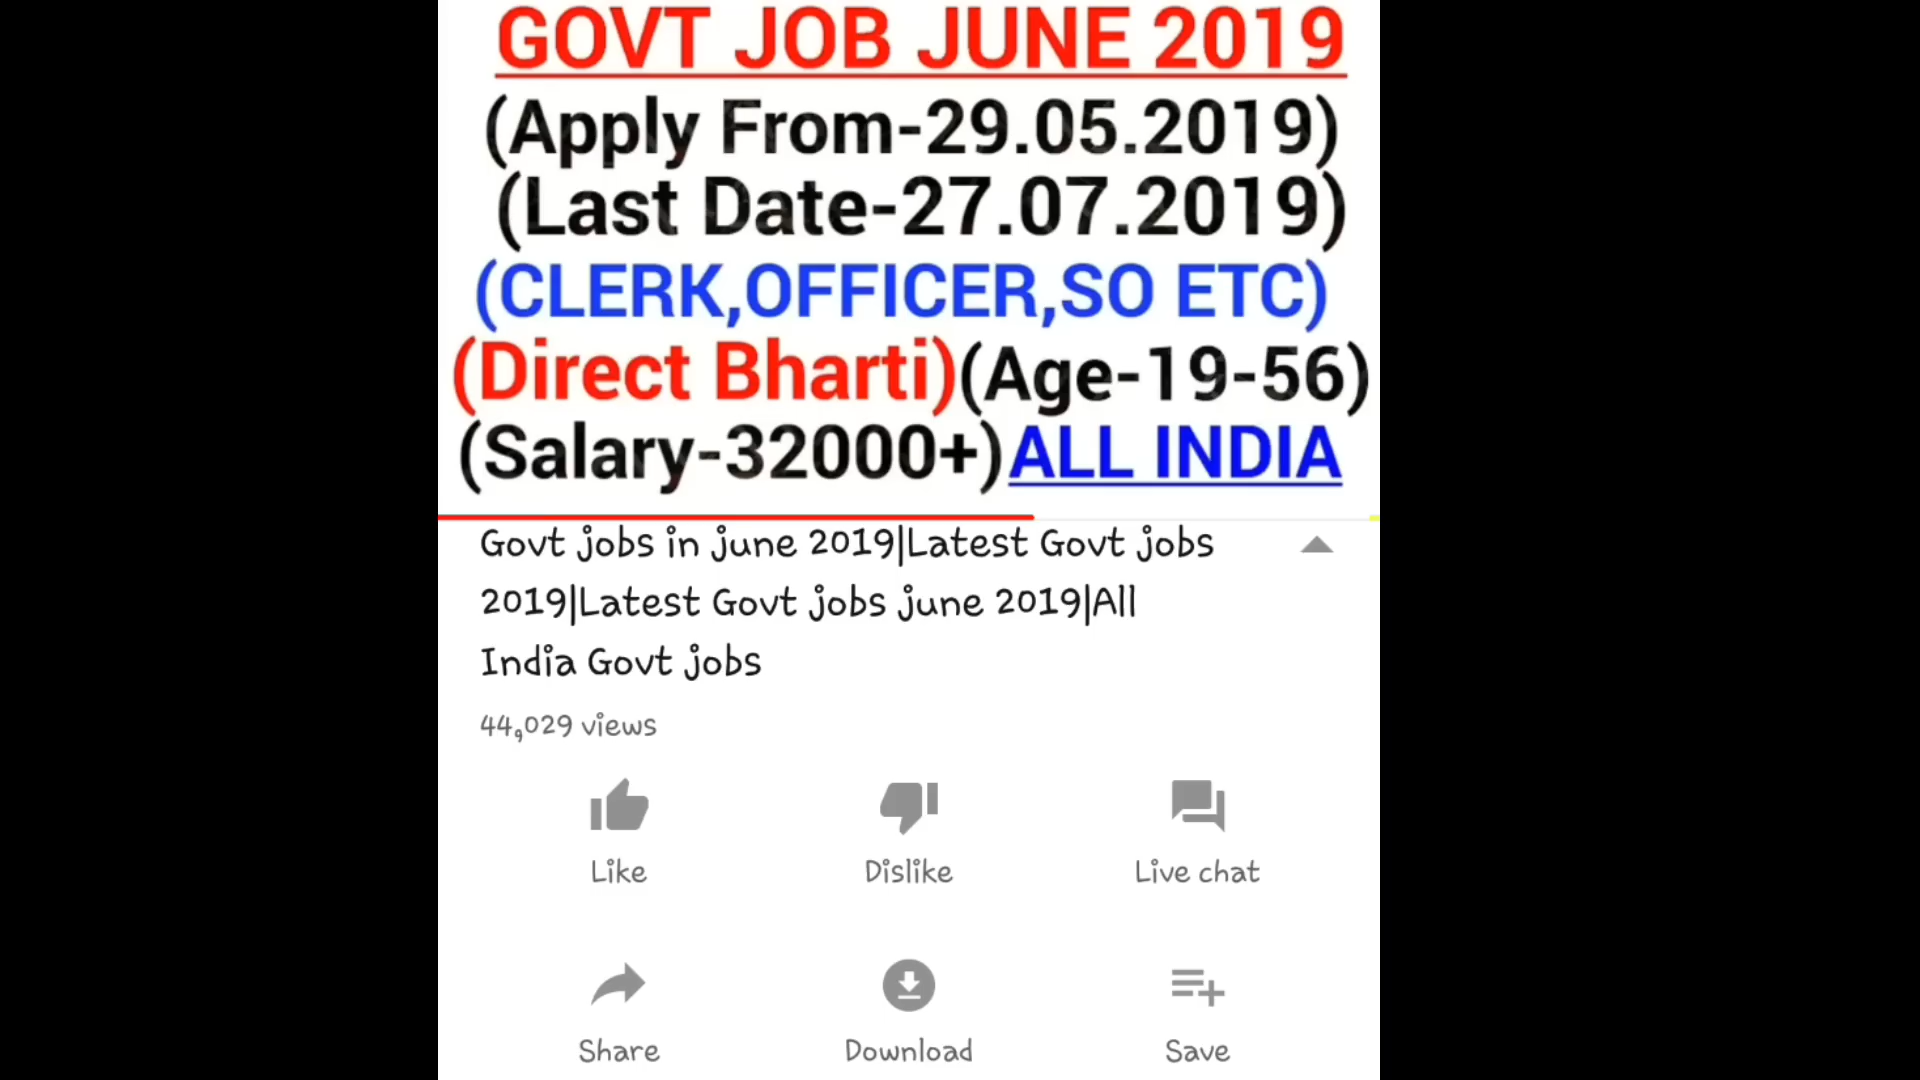 GOVT JOB JUNE 2019
(Apply From-29.05.2019)
(Last Date-27.07.2019)
(CLERK,OFFICER,SO ETC)
(Direct Bharti)(Age-19-56)
(Salary-32000+)ALL INDIA
Govt jobs in june 2019|Latest Govt jobs
2019|Latest Govt jobs june 2019|All
India Govt jobs
44,029 views
Like Dislike Live chat
Share Download Save